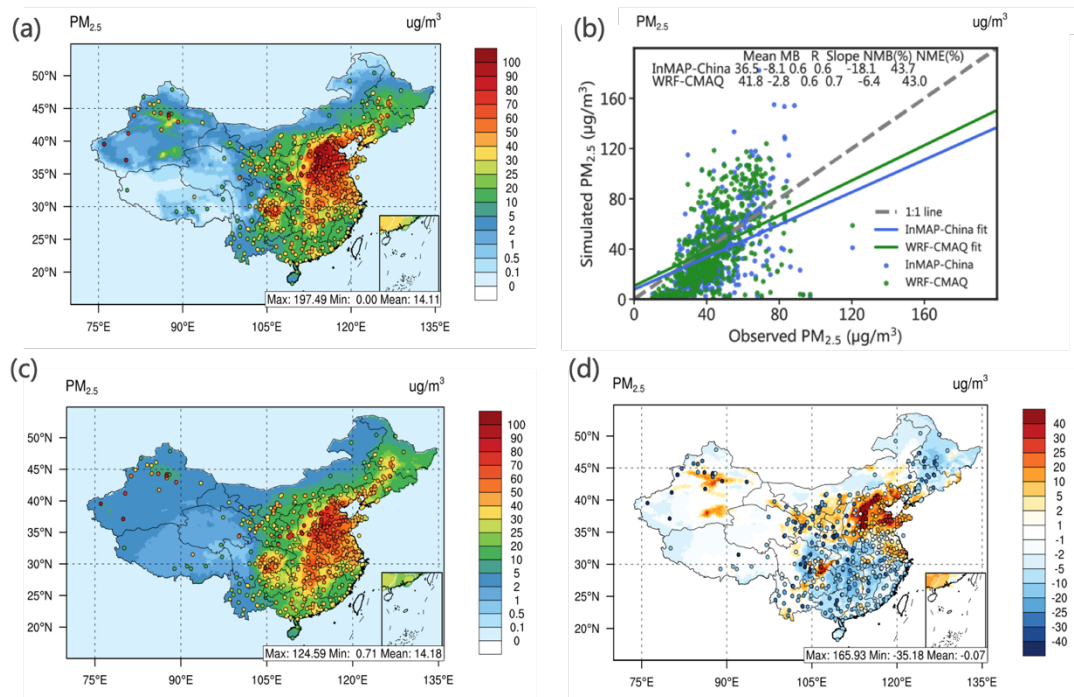 (a)
PM2.5 ug/m3
50°N
45°N
40°N
35°N
30°N
25°N
20°N
100
90
80
70
60
50
40
30
20
10
5
2
1
0.5
0.1
0
Max: 197.49 Min: 0.00 Mean: 14.11
75°E 90°E 105°E 120°E 135°E
(b)
PM2.5 ug/m3
Mean MB R Slope NMB(%) NME(%)
InMAP-China 36.5 -8.1 0.6 0.6 -18.1 43.7
WRF-CMAQ 41.8 -2.8 0.6 0.7 -6.4 43.0
Simulated PM2.5 (μg/m3)
160
120
80
40
0
1:1 line
InMAP-China fit
WRF-CMAQ fit
InMAP-China
WRF-CMAQ
0 40 80 120 160
Observed PM2.5 (μg/m3)
(c)
PM2.5 ug/m3
50°N
45°N
40°N
35°N
30°N
25°N
20°N
100
90
80
70
60
50
40
30
20
10
5
2
1
0.5
0.1
0
Max: 124.59 Min: 0.71 Mean: 14.18
75°E 90°E 105°E 120°E 135°E
(d)
PM2.5 ug/m3
50°N
45°N
40°N
35°N
30°N
25°N
20°N
40
30
25
20
10
5
2
1
-1
-5
-10
-15
-20
-25
-30
-40
Max: 165.93 Min: -35.18 Mean: -0.07
75°E 90°E 105°E 120°E 135°E